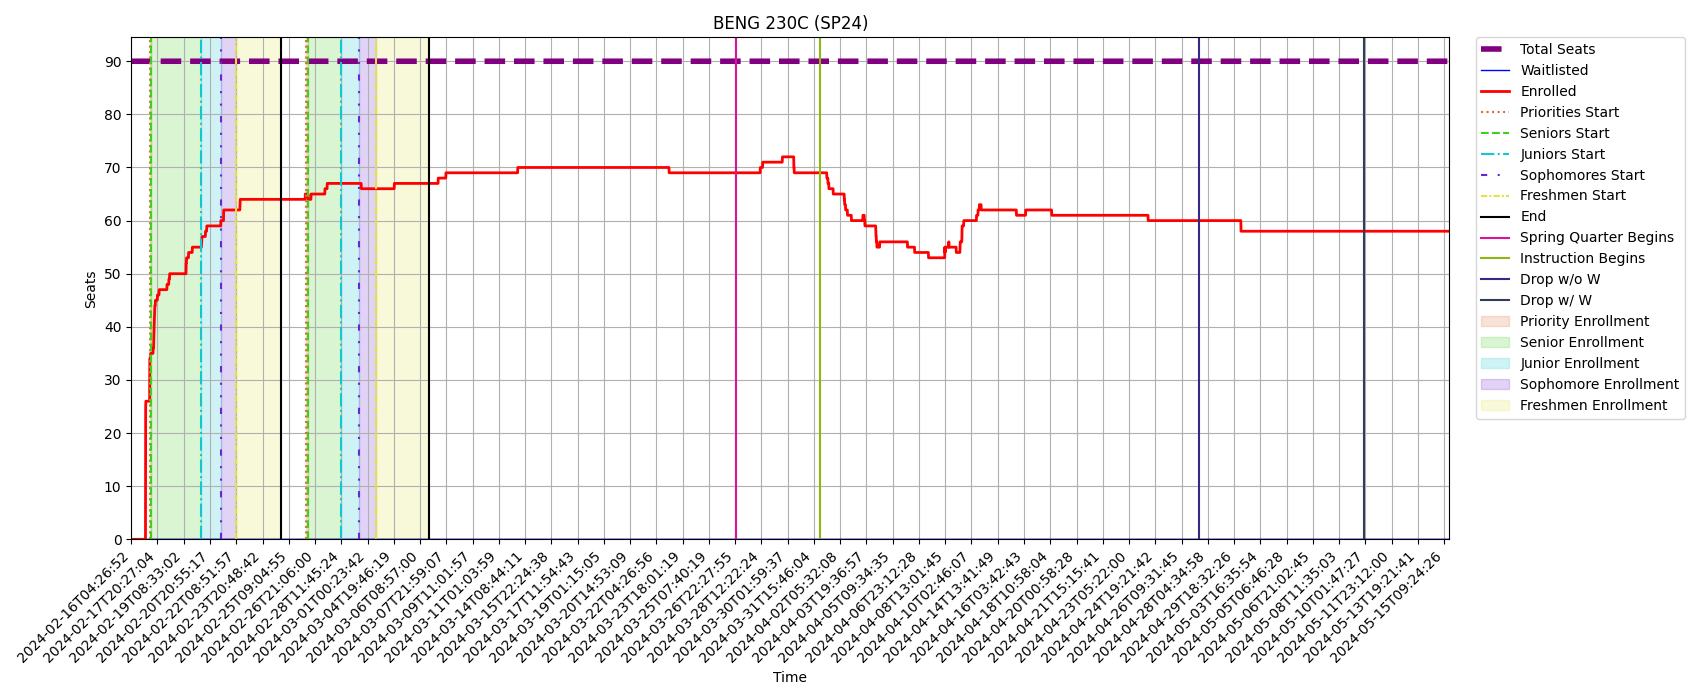 BENG 230C (SP24)
Seats
90
80
70
60
50
40
30
20
10
0
2024-02-16T04:26:52
2024-02-17T20:27:04
2024-02-19T08:33:02
2024-02-20T20:55:17
2024-02-22T08:51:57
2024-02-23T20:48:42
2024-02-25T09:04:55
2024-02-26T21:06:00
2024-02-28T11:45:24
2024-03-01T00:23:42
2024-03-04T19:46:19
2024-03-06T08:57:00
2024-03-07T21:59:07
2024-03-09T11:01:57
2024-03-11T01:03:59
2024-03-14T08:44:11
2024-03-15T22:24:38
2024-03-17T11:54:43
2024-03-19T01:15:05
2024-03-20T14:53:09
2024-03-22T04:26:56
2024-03-23T18:01:19
2024-03-25T07:40:19
2024-03-26T22:27:55
2024-03-28T12:22:24
2024-03-30T01:59:37
2024-03-31T15:46:04
2024-04-02T05:32:08
2024-04-03T19:36:57
2024-04-05T09:34:35
2024-04-06T23:12:28
2024-04-08T13:01:45
2024-04-10T02:46:07
2024-04-14T13:41:49
2024-04-16T03:42:43
2024-04-18T10:58:04
2024-04-20T00:58:28
2024-04-21T15:15:41
2024-04-23T05:22:00
2024-04-24T19:21:42
2024-04-26T09:31:45
2024-04-28T04:34:58
2024-04-29T18:32:26
2024-05-03T16:35:54
2024-05-05T06:46:28
2024-05-06T21:02:45
2024-05-08T11:35:03
2024-05-10T01:47:27
2024-05-11T23:12:00
2024-05-13T19:21:41
2024-05-15T09:24:26
Time
Total Seats
Waitlisted
Enrolled
Priorities Start
Seniors Start
Juniors Start
Sophomores Start
Freshmen Start
End
Spring Quarter Begins
Instruction Begins
Drop w/o W
Drop w/ W
Priority Enrollment
Senior Enrollment
Junior Enrollment
Sophomore Enrollment
Freshmen Enrollment